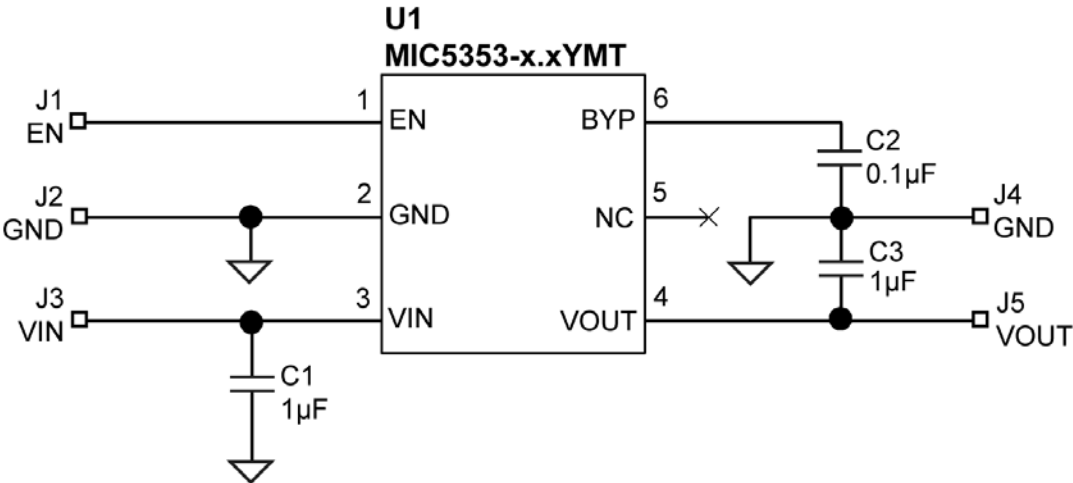 U1
MIC5353-x.xYMT
J1
EN
1
EN
BYP
6
C2
0.1µF
J2
GND
2
GND
NC
5
J4
GND
C3
1µF
J3
VIN
3
VIN
VOUT
4
J5
VOUT
C1
1µF